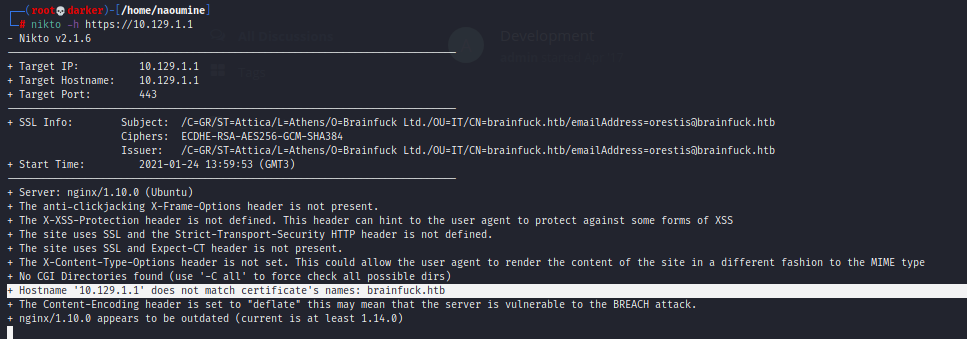 ┌──(root💀darker)-[/home/naoumine]
└─# nikto -h https://10.129.1.1
- Nikto v2.1.6
Development
+ Target IP:          10.129.1.1
+ Target Hostname:    10.129.1.1
+ Target Port:        443
+ SSL Info:        Subject:  /C=GR/ST=Attica/L=Athens/O=Brainfuck Ltd./OU=IT/CN=brainfuck.htb/emailAddress=orestis@brainfuck.htb
Ciphers:  ECDHE-RSA-AES256-GCM-SHA384
Issuer:   /C=GR/ST=Attica/L=Athens/O=Brainfuck Ltd./OU=IT/CN=brainfuck.htb/emailAddress=orestis@brainfuck.htb
+ Start Time:         2021-01-24 13:59:53 (GMT3)
+ Server: nginx/1.10.0 (Ubuntu)
+ The anti-clickjacking X-Frame-Options header is not present.
+ The X-XSS-Protection header is not defined. This header can hint to the user agent to protect against some forms of XSS
+ The site uses SSL and the Strict-Transport-Security HTTP header is not defined.
+ The site uses SSL and Expect-CT header is not present.
+ The X-Content-Type-Options header is not set. This could allow the user agent to render the content of the site in a different fashion to the MIME type
+ No CGI Directories found (use '-C all' to force check all possible dirs)
+ Hostname '10.129.1.1' does not match certificate's names: brainfuck.htb
+ The Content-Encoding header is set to "deflate" this may mean that the server is vulnerable to the BREACH attack.
+ nginx/1.10.0 appears to be outdated (current is at least 1.14.0)